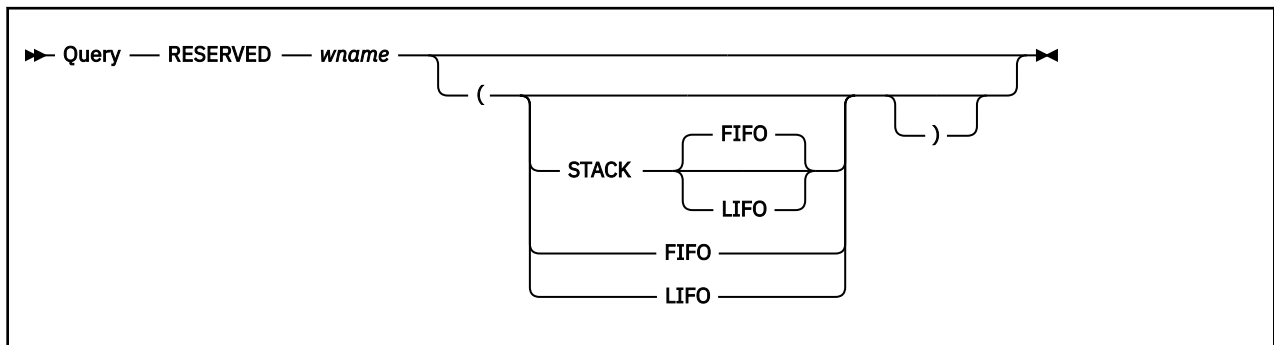 Query RESERVED wname
(
)
FIFO
STACK
LIFO
FIFO
LIFO